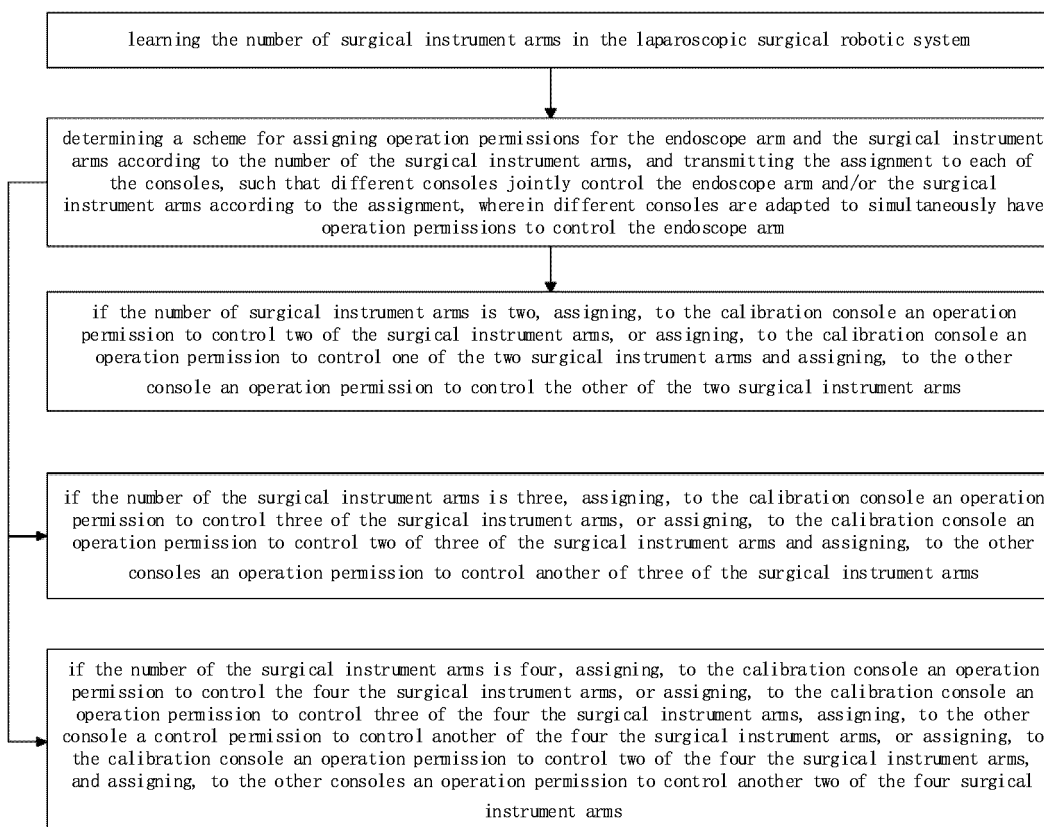 learning the number of surgical instrument arms in the laparoscopic surgical robotic system
determining a scheme for assigning operation permissions for the endoscope arm and the surgical instrument
arms according to the number of the surgical instrument arms, and transmitting the assignment to each of
the consoles, such that different consoles jointly control the endoscope arm and/or the surgical
instrument arms according to the assignment, wherein different consoles are adapted to simultaneously have
operation permissions to control the endoscope arm
if the number of surgical instrument arms is two, assigning, to the calibration console an operation
permission to control two of the surgical instrument arms, or assigning, to the calibration console an
operation permission to control one of the two surgical instrument arms and assigning, to the other
console an operation permission to control the other of the two surgical instrument arms
if the number of the surgical instrument arms is three, assigning, to the calibration console an operation
permission to control three of the surgical instrument arms, or assigning, to the calibration console an
operation permission to control two of three of the surgical instrument arms and assigning, to the other
consoles an operation permission to control another of three of the surgical instrument arms
if the number of the surgical instrument arms is four, assigning, to the calibration console an operation
permission to control the four the surgical instrument arms, or assigning, to the calibration console an
operation permission to control three of the four the surgical instrument arms, assigning, to the other
console a control permission to control another of the four the surgical instrument arms, or assigning, to
the calibration console an operation permission to control two of the four the surgical instrument arms,
and assigning, to the other consoles an operation permission to control another two of the four surgical
instrument arms